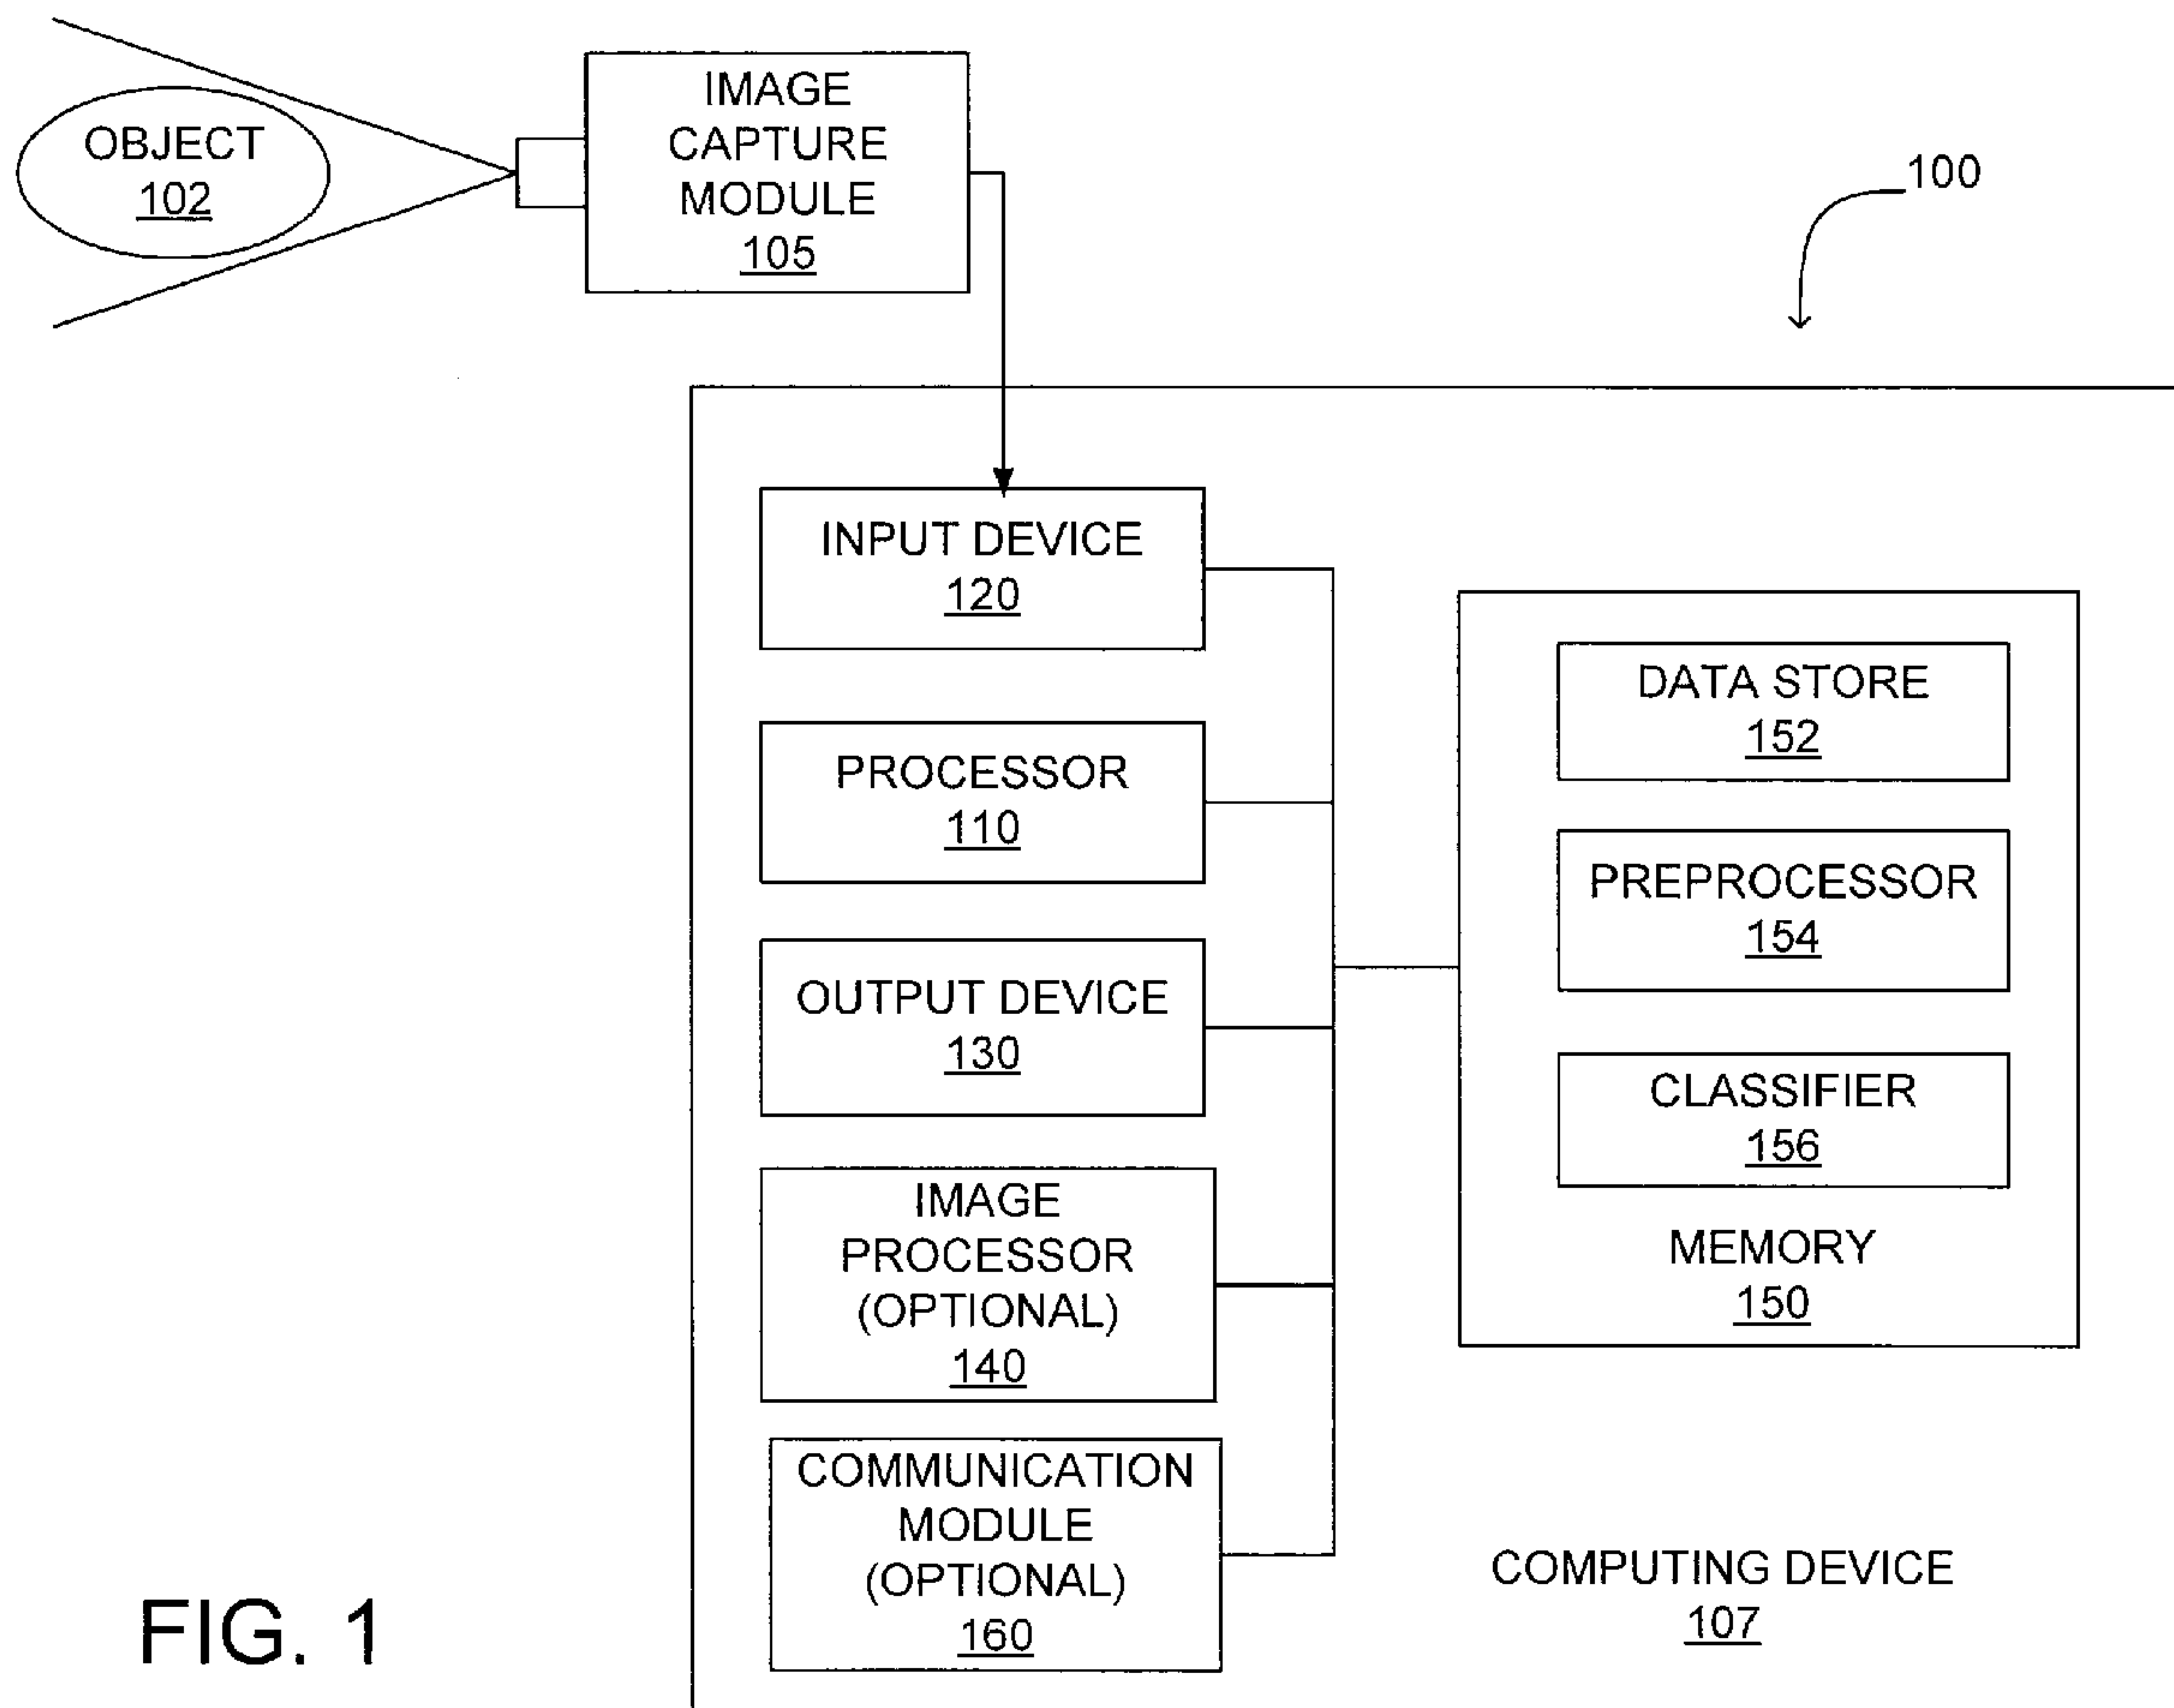 OBJECT
102
IMAGE
CAPTURE
MODULE
105
100
INPUT DEVICE
120
PROCESSOR
110
OUTPUT DEVICE
130
IMAGE
PROCESSOR
(OPTIONAL)
140
COMMUNICATION
MODULE
(OPTIONAL)
160
DATA STORE
152
PREPROCESSOR
154
CLASSIFIER
156
MEMORY
150
COMPUTING DEVICE
107
FIG. 1